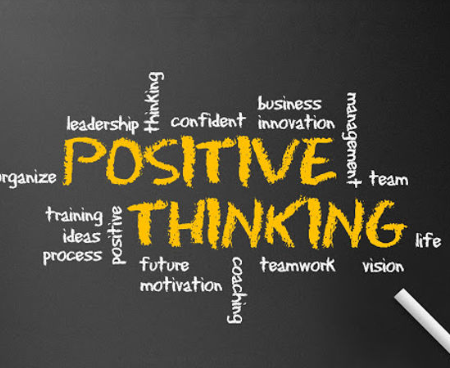 thinking
leadership
confident
business
innovation
management
POSITIVE
organize
team
training
ideas
process
positive
THINKING
life
future
motivation
coaching
teamwork
vision